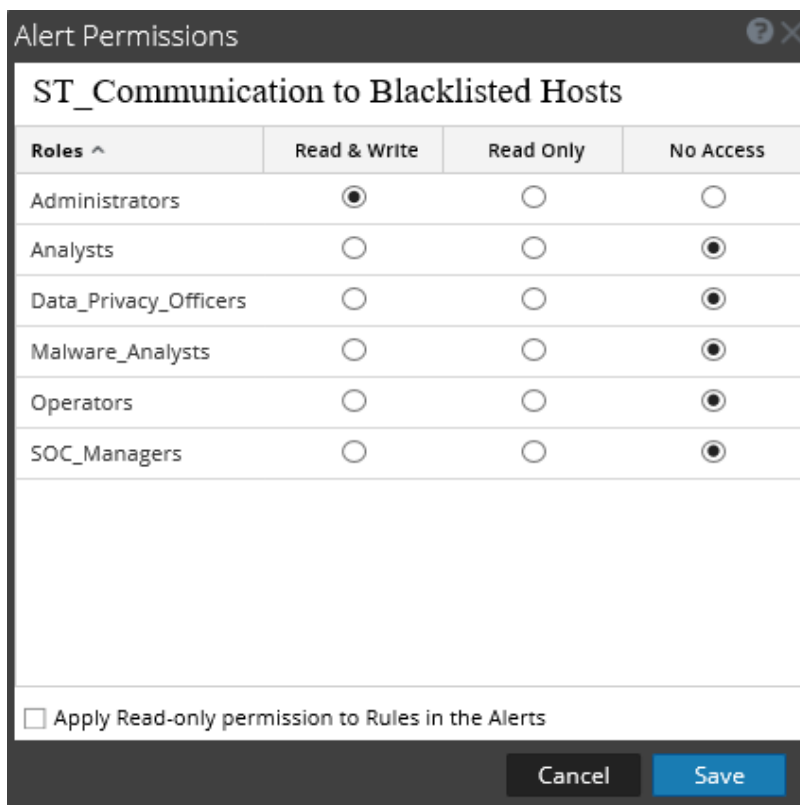 Alert Permissions
ST_Communication to Blacklisted Hosts
Roles Read & Write Read Only No Access
Administrators
Analysts
Data_Privacy_Officers
Malware_Analysts
Operators
SOC_Managers
Apply Read-only permission to Rules in the Alerts
Cancel Save